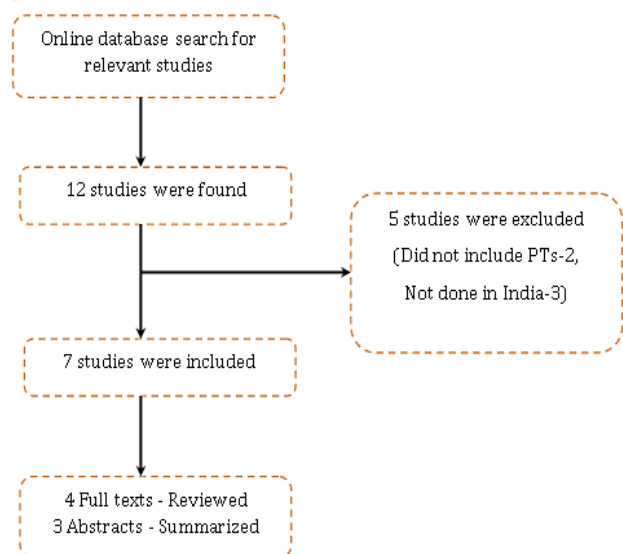 Online database search for
relevant studies
12 studies were found
5 studies were excluded
(Did not include PTs-2,
Not done in India-3)
7 studies were included
4 Full texts - Reviewed
3 Abstracts - Summarized